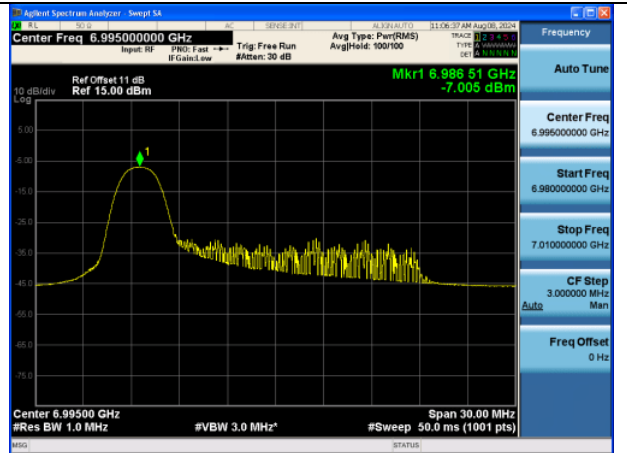 Agilent Spectrum Analyzer - Swept SA
RL 50 Ω AC SENSE:INT ALIGNAUTO 11:06:37 AM Aug 08, 2024
Center Freq 6.995000000 GHz
Input: RF PNO: Fast Trig: Free Run Avg Type: Pwr(RMS) TRACE 1 2 3 4 5 6
IFGain:Low #Atten: 30 dB Avg|Hold: 100/100 TYPE
DET A N N N N N
Frequency
Mkr1 6.986 51 GHz
-7.005 dBm
Ref Offset 11 dB
10 dB/div Ref 15.00 dBm
Log
1
5.00
-5.00
-15.0
-25.0
-35.0
-45.0
-55.0
-65.0
-75.0
Auto Tune
Center Freq
6.995000000 GHz
Start Freq
6.980000000 GHz
Stop Freq
7.010000000 GHz
CF Step
3.000000 MHz
Auto Man
Freq Offset
0 Hz
Center 6.99500 GHz Span 30.00 MHz
#Res BW 1.0 MHz #VBW 3.0 MHz* #Sweep 50.0 ms (1001 pts)
MSG STATUS